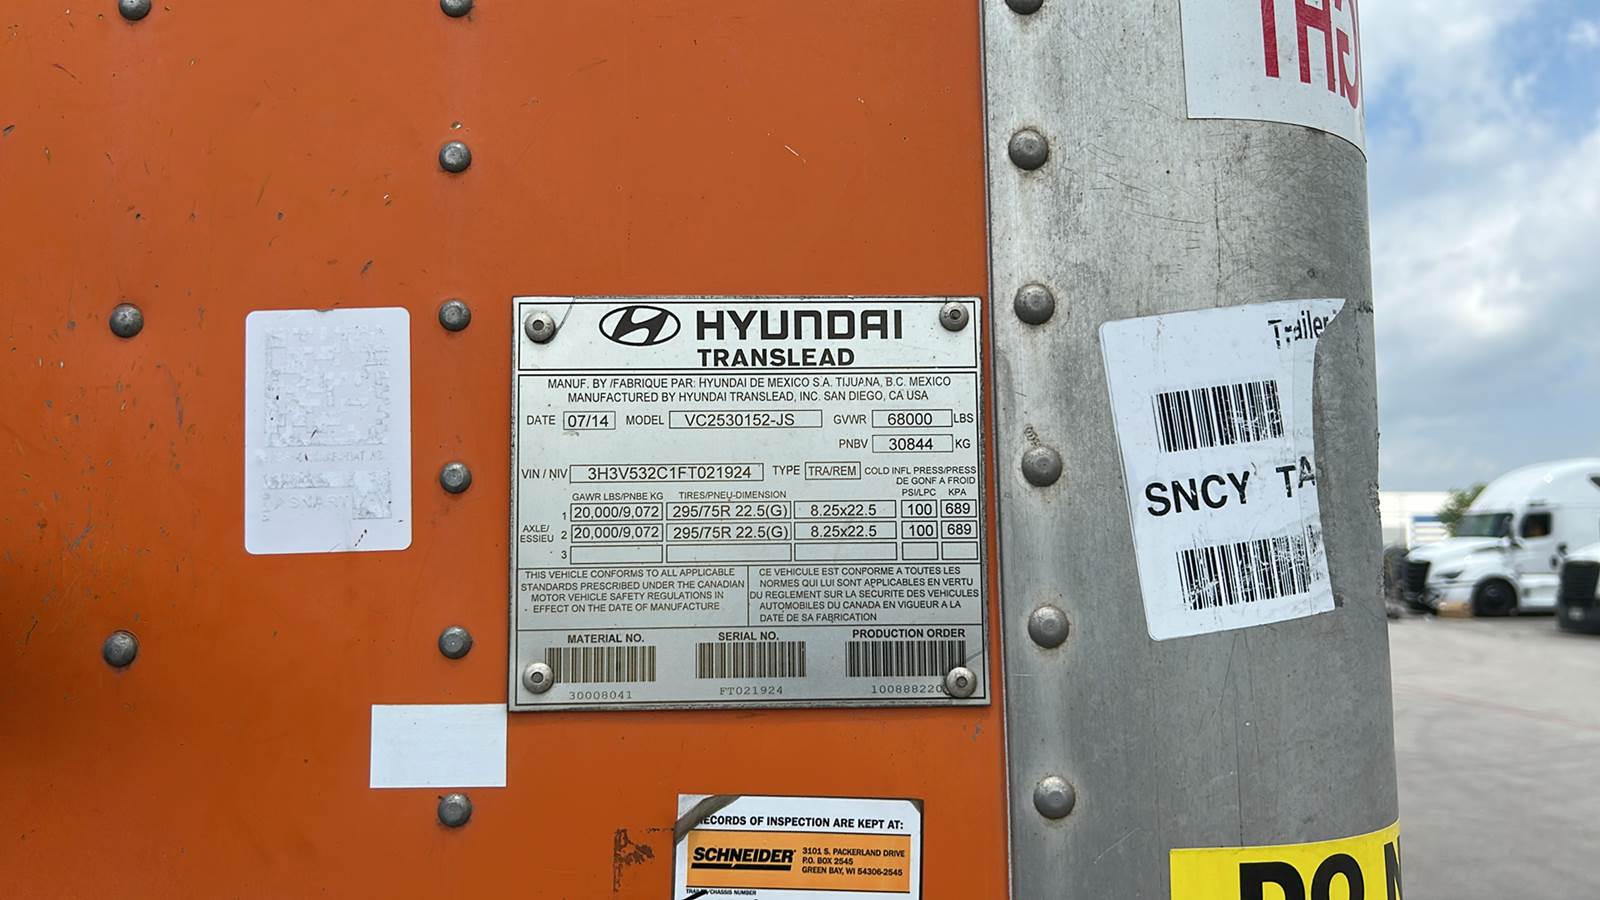 HYUNDAI
TRANSLEAD
MANUF. BY /FABRIQUE PAR: HYUNDAI DE MEXICO S.A. TIJUANA, B.C. MEXICO
MANUFACTURED BY HYUNDAI TRANSLEAD, INC. SAN DIEGO, CA USA
DATE 07/14 MODEL VC2530152-JS GVWR 68000 LBS
PNBV 30844 KG
VIN / NIV 3H3V532C1FT021924 TYPE TRA/REM COLD INFL PRESS/PRESS
DE GONF A FROID
GAWR LBS/PNBE KG TIRES/PNEU-DIMENSION PSI/LPC KPA
1 20,000/9,072 295/75R 22.5(G) 8.25x22.5 100 689
AXLE/
ESSIEU
2 20,000/9,072 295/75R 22.5(G) 8.25x22.5 100 689
3
THIS VEHICLE CONFORMS TO ALL APPLICABLE
STANDARDS PRESCRIBED UNDER THE CANADIAN
MOTOR VEHICLE SAFETY REGULATIONS IN
EFFECT ON THE DATE OF MANUFACTURE
CE VEHICULE EST CONFORME A TOUTES LES
NORMES QUI LUI SONT APPLICABLES EN VERTU
DU REGLEMENT SUR LA SECURITE DES VEHICULES
AUTOMOBILES DU CANADA EN VIGUEUR A LA
DATE DE SA FABRICATION
MATERIAL NO. SERIAL NO. PRODUCTION ORDER
30008041 FT021924 100888220
RECORDS OF INSPECTION ARE KEPT AT:
SCHNEIDER
3101 S. PACKERLAND DRIVE
P.O. BOX 2545
GREEN BAY, WI 54306-2545
Trailer
SNCY TA
DO